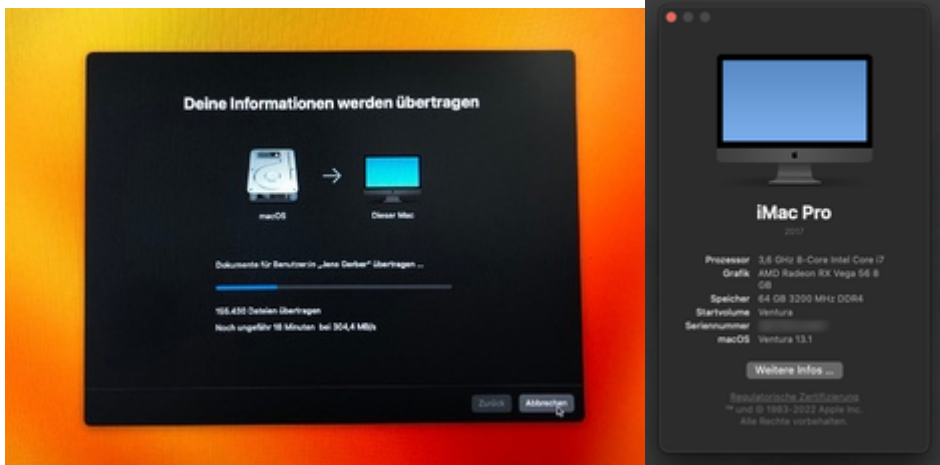 Deine Informationen werden übertragen
macOS
Dieser Mac
Dokumente für Benutzer:in „Jens Gerber“ übertragen ...
155.430 Dateien übertragen
Noch ungefähr 18 Minuten bei 304,4 MB/s
Zurück
Abbrechen
iMac Pro
2017
Prozessor 3,6 GHz 8-Core Intel Core i7
Grafik AMD Radeon RX Vega 56 8
GB
Speicher 64 GB 3200 MHz DDR4
Startvolume Ventura
Seriennummer
macOS Ventura 13.1
Weitere Infos ...
Regulatorische Zertifizierung
™ und © 1983-2022 Apple Inc.
Alle Rechte vorbehalten.